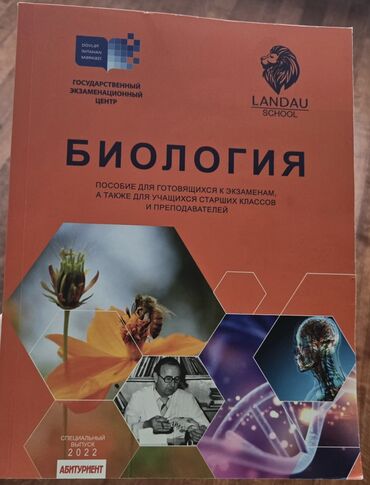 DÖVLƏT
İMTAHAN
MƏRKƏZİ
ГОСУДАРСТВЕННЫЙ
ЭКЗАМЕНАЦИОННЫЙ
ЦЕНТР
LANDAU
SCHOOL
БИОЛОГИЯ
ПОСОБИЕ ДЛЯ ГОТОВЯЩИХСЯ К ЭКЗАМЕНАМ,
А ТАКЖЕ ДЛЯ УЧАЩИХСЯ СТАРШИХ КЛАССОВ
И ПРЕПОДАВАТЕЛЕЙ
СПЕЦИАЛЬНЫЙ
ВЫПУСК
2022
АБИТУРИЕНТ